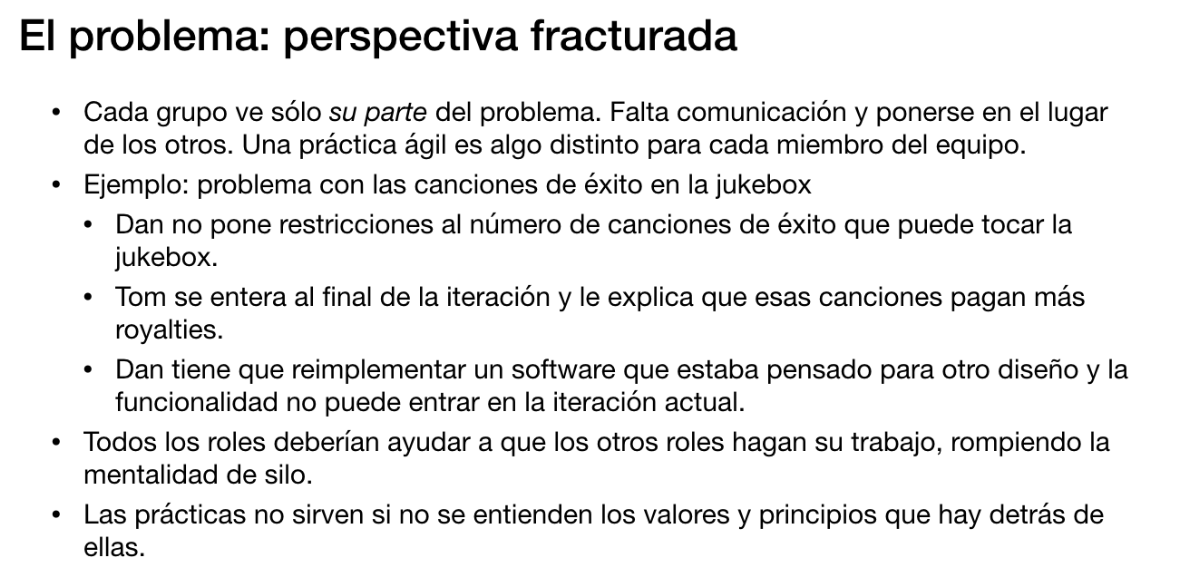 El problema: perspectiva fracturada
• Cada grupo ve sólo su parte del problema. Falta comunicación y ponerse en el lugar
de los otros. Una práctica ágil es algo distinto para cada miembro del equipo.
• Ejemplo: problema con las canciones de éxito en la jukebox
• Dan no pone restricciones al número de canciones de éxito que puede tocar la
jukebox.
• Tom se entera al final de la iteración y le explica que esas canciones pagan más
royalties.
• Dan tiene que reimplementar un software que estaba pensado para otro diseño y la
funcionalidad no puede entrar en la iteración actual.
• Todos los roles deberían ayudar a que los otros roles hagan su trabajo, rompiendo la
mentalidad de silo.
• Las prácticas no sirven si no se entienden los valores y principios que hay detrás de
ellas.